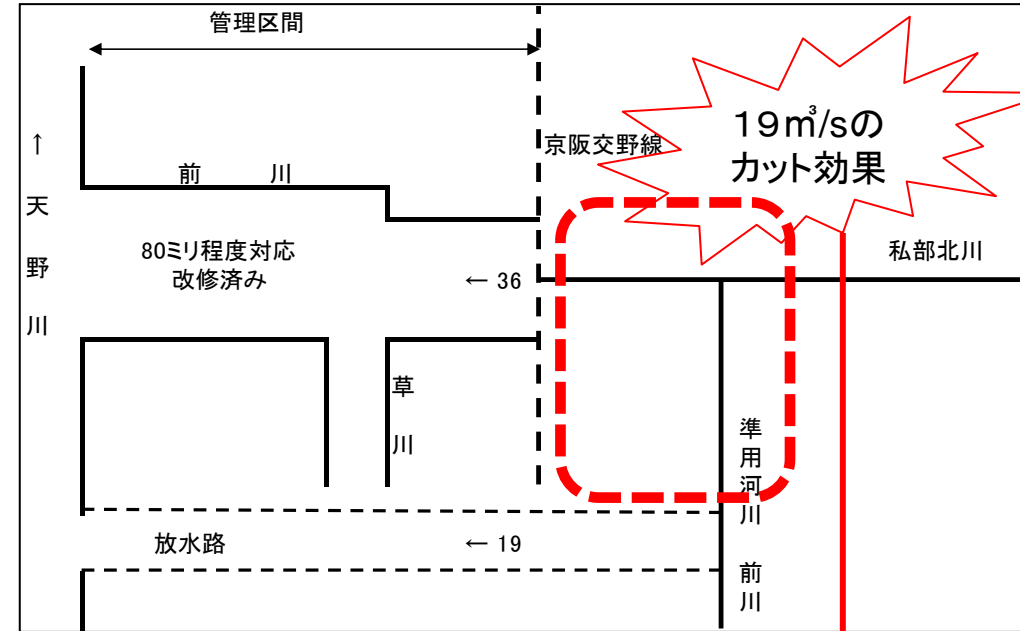 管理区間
19㎥/sの
カット効果
京阪交野線
↑
天野川
前川
80ミリ程度対応
改修済み
← 36
私部北川
草川
準用河川 前川
放水路
← 19